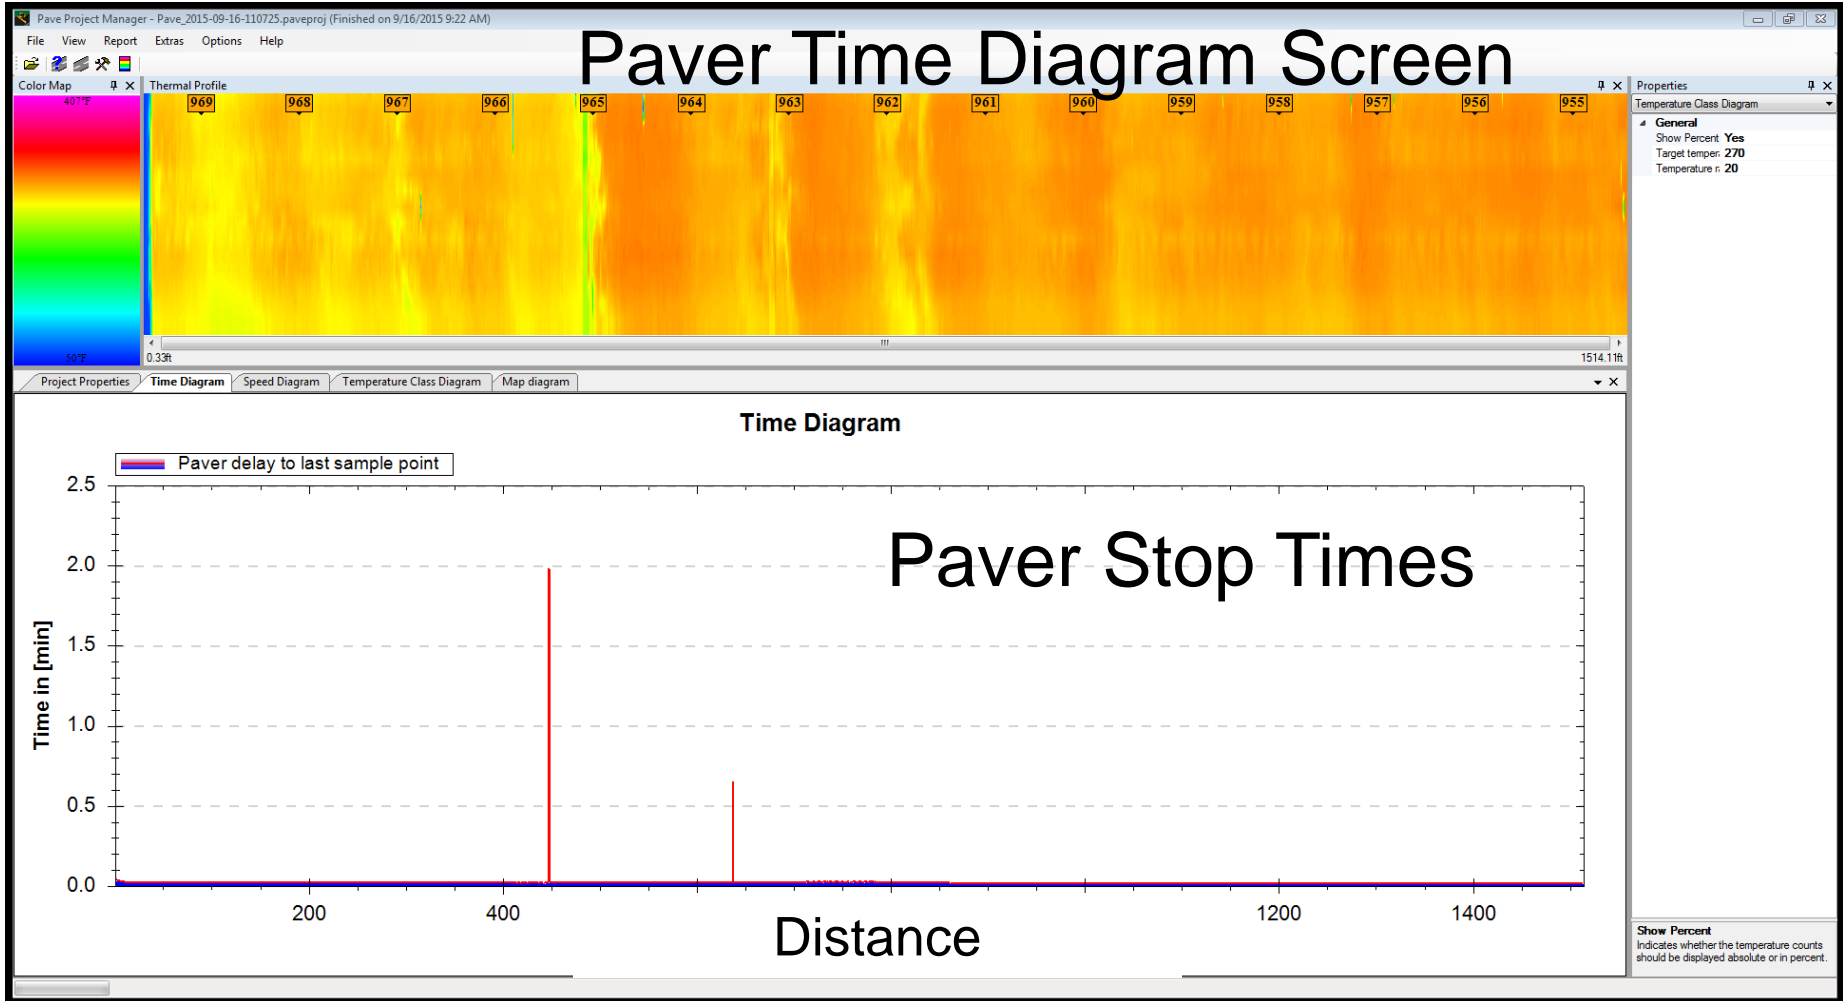 Pave Project Manager - Pave_2015-09-16-110725.paveproj (Finished on 9/16/2015 9:22 AM)
File View Report Extras Options Help
Paver Time Diagram Screen
Color Map
Thermal Profile
Properties
407°F
969 968 967 966 965 964 963 962 961 960 959 958 957 956 955
Temperature Class Diagram
General
Show Percent Yes
Target temper: 270
Temperature r: 20
50°F
0.33ft
1514.11ft
Project Properties Time Diagram Speed Diagram Temperature Class Diagram Map diagram
Time Diagram
Paver delay to last sample point
2.5
Paver Stop Times
2.0
1.5
Time in [min]
1.0
0.5
0.0
200 400 1200 1400
Distance
Show Percent
Indicates whether the temperature counts
should be displayed absolute or in percent.